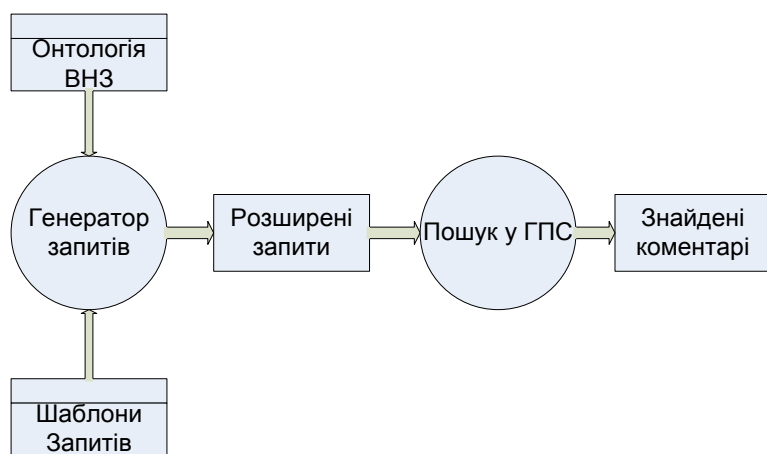 Онтологія
ВНЗ
Генератор
запитів
Розширені
запити
Пошук у ГПС
Знайдені
коментарі
Шаблони
Запитів